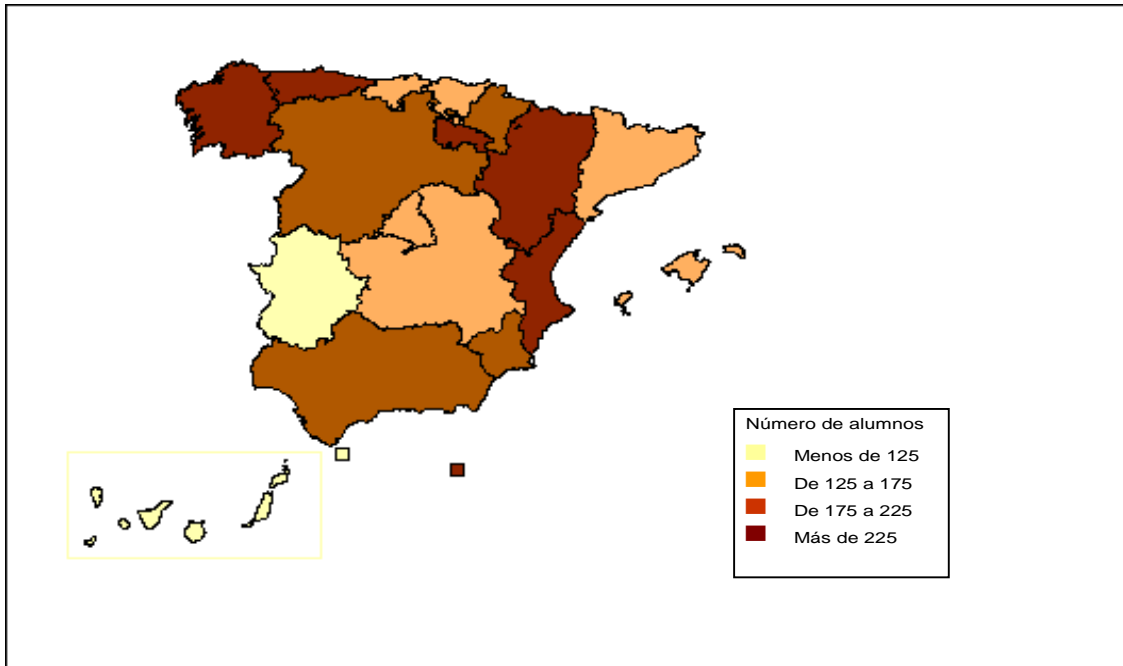 Número de alumnos
Menos de 125
De 125 a 175
De 175 a 225
Más de 225